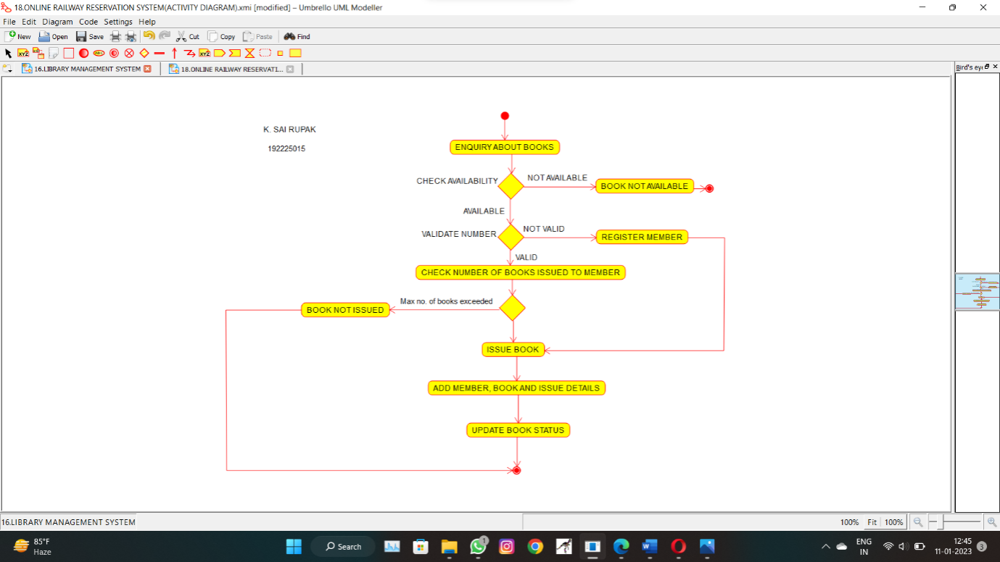 18.ONLINE RAILWAY RESERVATION SYSTEM(ACTIVITY DIAGRAM).xmi [modified] – Umbrello UML Modeller
File Edit Diagram Code Settings Help
New Open Save Cut Copy Paste Find
XYZ ABC XYZ
16.LIBRARY MANAGEMENT SYSTEM 18.ONLINE RAILWAY RESERVATI... Bird's eye
K. SAI RUPAK
192225015
ENQUIRY ABOUT BOOKS
CHECK AVAILABILITY
NOT AVAILABLE
BOOK NOT AVAILABLE
AVAILABLE
VALIDATE NUMBER
NOT VALID
REGISTER MEMBER
VALID
CHECK NUMBER OF BOOKS ISSUED TO MEMBER
Max no. of books exceeded
BOOK NOT ISSUED
ISSUE BOOK
ADD MEMBER, BOOK AND ISSUE DETAILS
UPDATE BOOK STATUS
16.LIBRARY MANAGEMENT SYSTEM 100% Fit 100%
85°F
Haze
Search
1
ENG
IN
12:45
11-01-2023
3